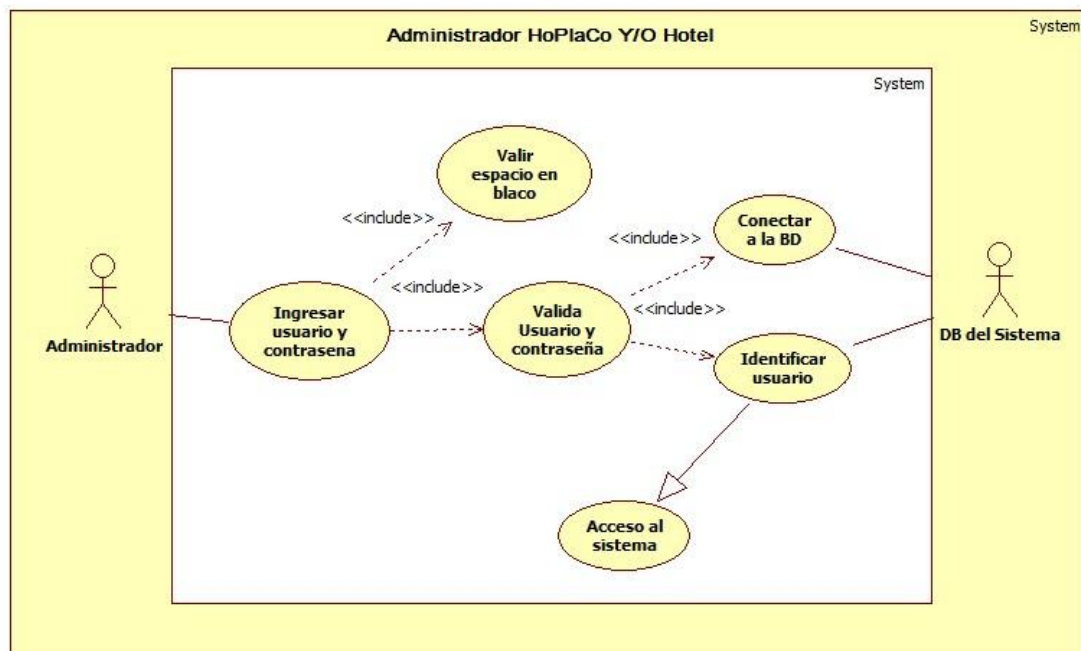 System
Administrador HoPlaCo Y/O Hotel
System
Valir
espacio en
blaco
<<include>>
<<include>>
Conectar
a la BD
<<include>>
Ingresar
usuario y
contrasena
Valida
Usuario y
contraseña
<<include>>
Identificar
usuario
Administrador
DB del Sistema
Acceso al
sistema